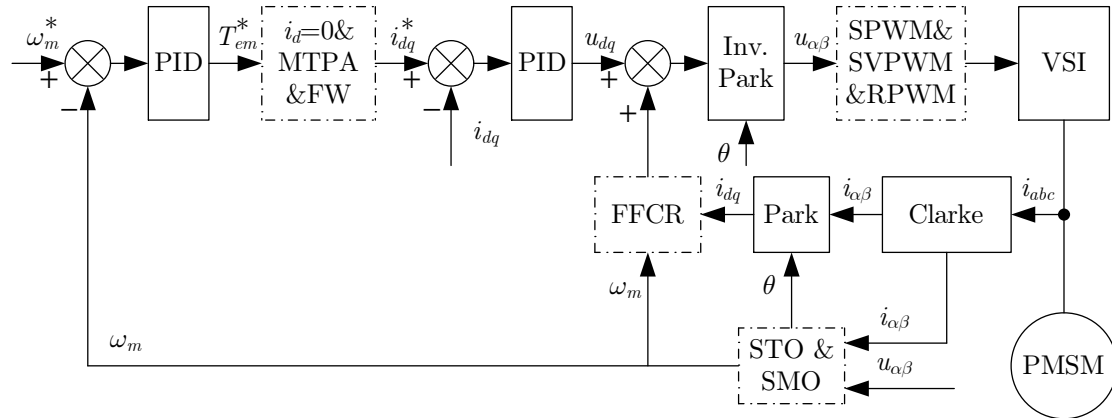 ω*m
+
−
PID
T*em
id=0&
MTPA
&FW
i*dq
+
−
idq
PID
udq
+
+
Inv.
Park
θ
uαβ
SPWM&
SVPWM
&RPWM
VSI
FFCR
idq
Park
iαβ
Clarke
iabc
ωm
θ
iαβ
ωm
STO &
SMO
uαβ
PMSM